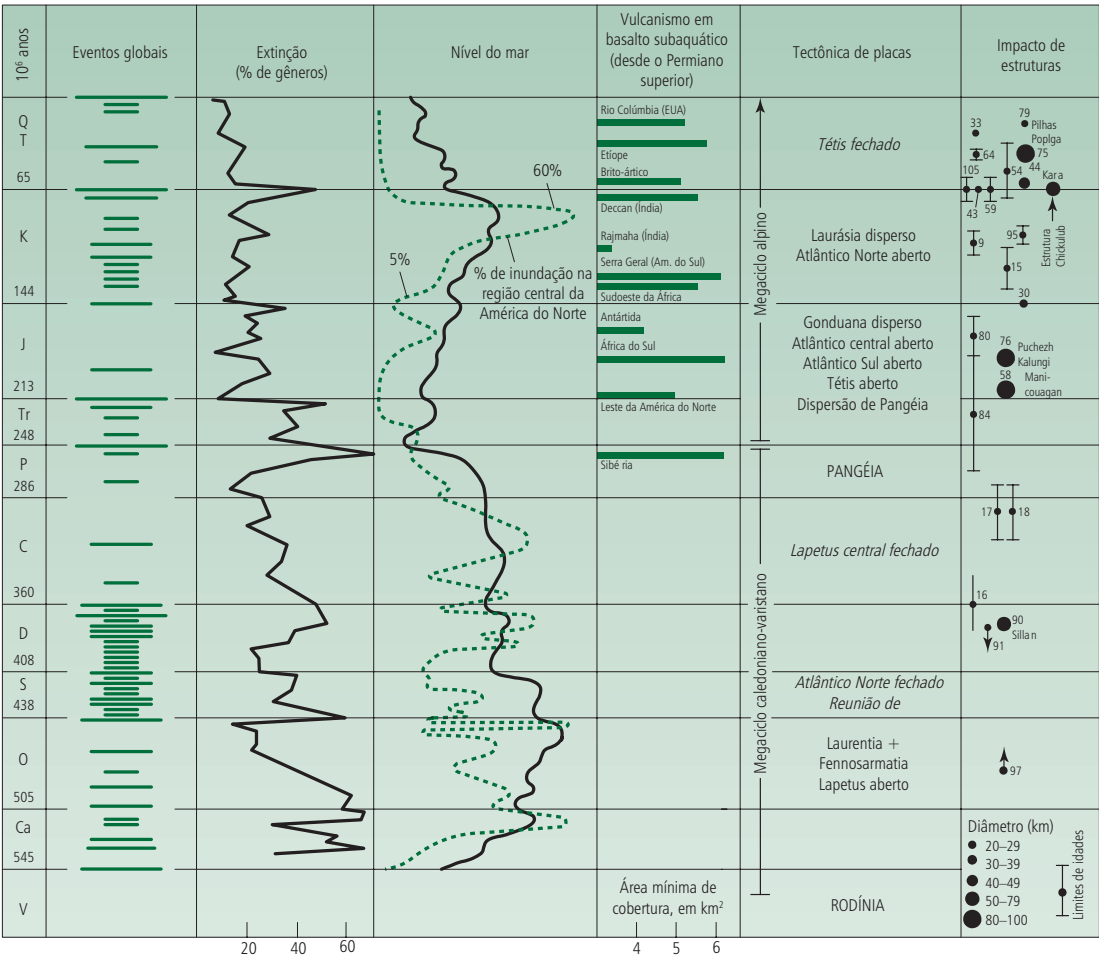 10⁶ anos
Eventos globais
Extinção
(% de gêneros)
Nível do mar
Vulcanismo em
basalto subaquático
(desde o Permiano
superior)
Tectônica de placas
Impacto de
estruturas
Q
T
65
K
144
J
213
Tr
248
P
286
C
360
D
408
S
438
O
505
Ca
545
V
20
40
60
60%
5%
% de inundação na
região central da
América do Norte
Rio Colúmbia (EUA)
Etíope
Brito-ártico
Deccan (Índia)
Rajmaha (Índia)
Serra Geral (Am. do Sul)
Sudoeste da África
Antártida
África do Sul
Leste da América do Norte
Sibé ria
Área mínima de
cobertura, em km²
4
5
6
Megaciclo alpino
Megaciclo caledoniano-varistano
Tétis fechado
Laurásia disperso
Atlântico Norte aberto
Gonduana disperso
Atlântico central aberto
Atlântico Sul aberto
Tétis aberto
Dispersão de Pangéia
PANGÉIA
Lapetus central fechado
Atlântico Norte fechado
Reunião de
Laurentia +
Fennosarmatia
Lapetus aberto
RODÍNIA
79
33
Pilhas
Poplga
64
75
105
54
44
Kara
43
59
Estrutura
Chickulub
9
95
15
30
80
76
Puchezh
Kalungi
58
Mani-
couagan
84
17
18
16
90
Sillan
91
97
Diâmetro (km)
20–29
30–39
40–49
50–79
80–100
Limites de idades